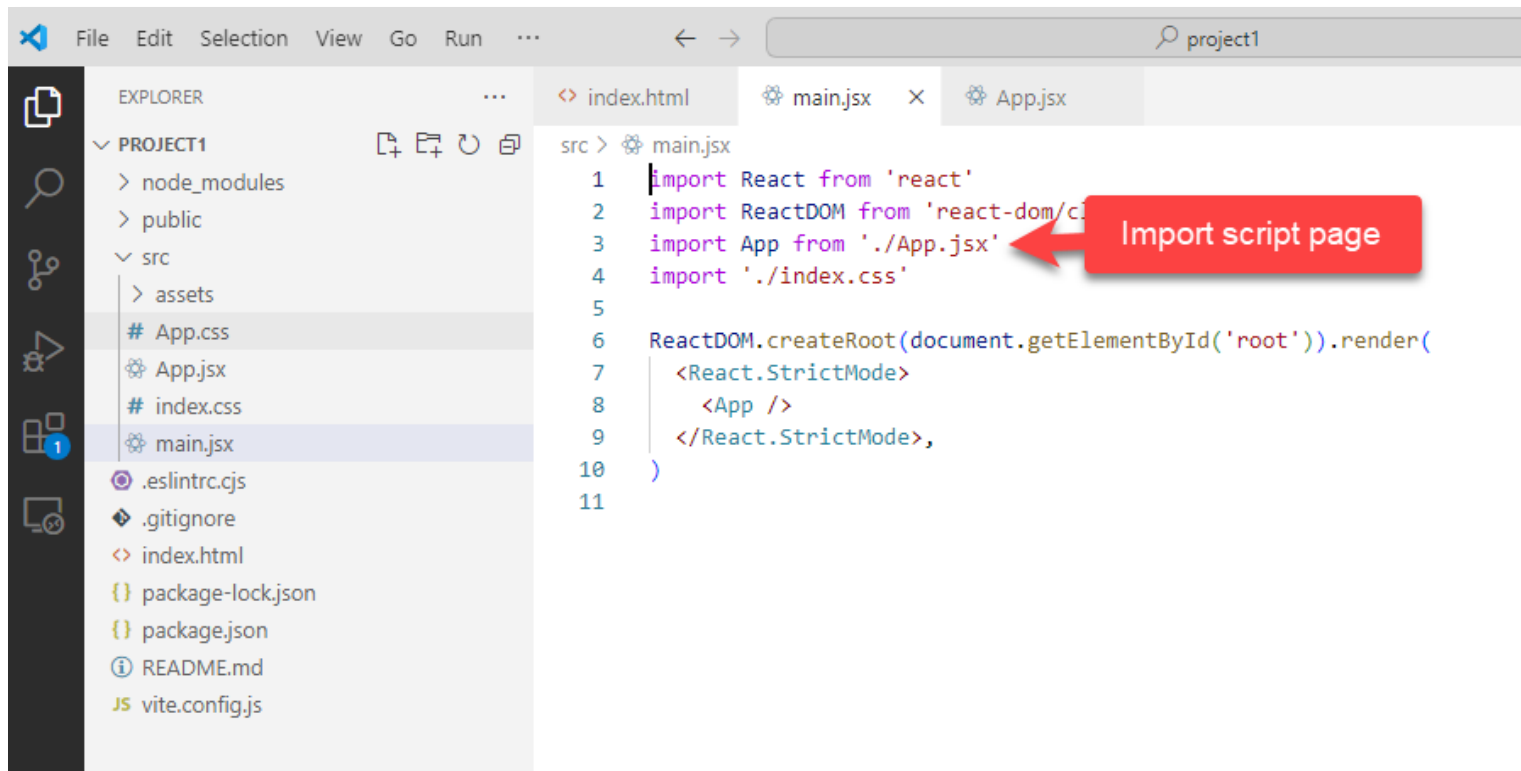 File Edit Selection View Go Run ··· ← → project1
EXPLORER ···
PROJECT1
> node_modules
> public
src
> assets
# App.css
App.jsx
# index.css
main.jsx
.eslintrc.cjs
.gitignore
<> index.html
{} package-lock.json
{} package.json
README.md
JS vite.config.js
1
<> index.html main.jsx × App.jsx
src > main.jsx
1 import React from 'react'
2 import ReactDOM from 'react-dom/
3 import App from './App.jsx'
4 import './index.css'
5
6 ReactDOM.createRoot(document.getElementById('root')).render(
7 <React.StrictMode>
8 <App />
9 </React.StrictMode>,
10 )
11
Import script page